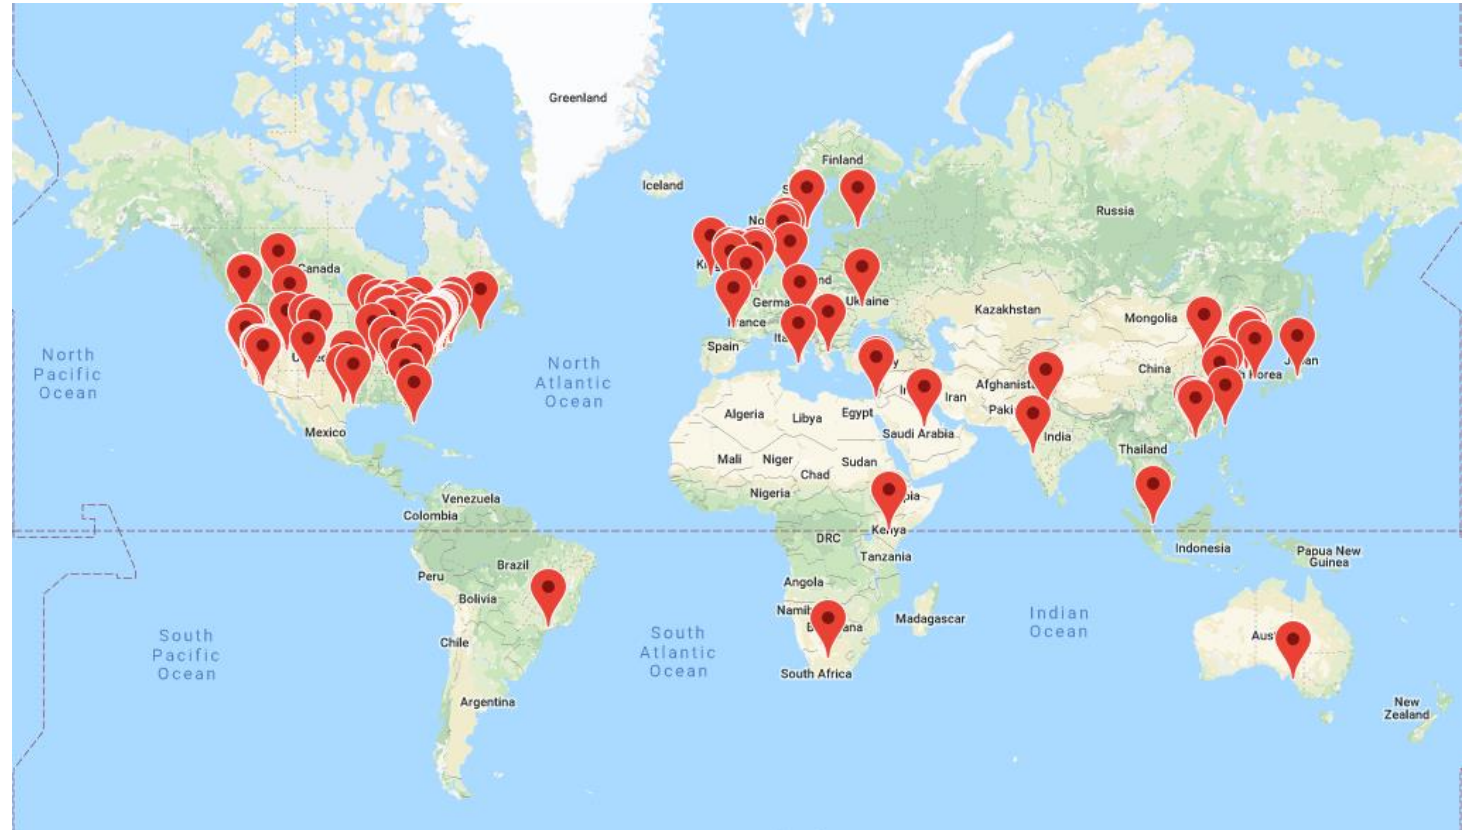 Greenland
Finland
Iceland
Russia
Canada
Ukraine
Kazakhstan
Mongolia
France
Spain
North
Pacific
Ocean
North
Atlantic
Ocean
China
Iran
Algeria
Libya
Egypt
Mexico
Saudi Arabia
India
Mali
Niger
Chad
Sudan
Thailand
Nigeria
Venezuela
Colombia
Kenya
DRC
Tanzania
Indonesia
Papua New
Guinea
Brazil
Peru
Angola
Bolivia
Madagascar
Indian
Ocean
Chile
South
Pacific
Ocean
South
Atlantic
Ocean
South Africa
Argentina
New
Zealand